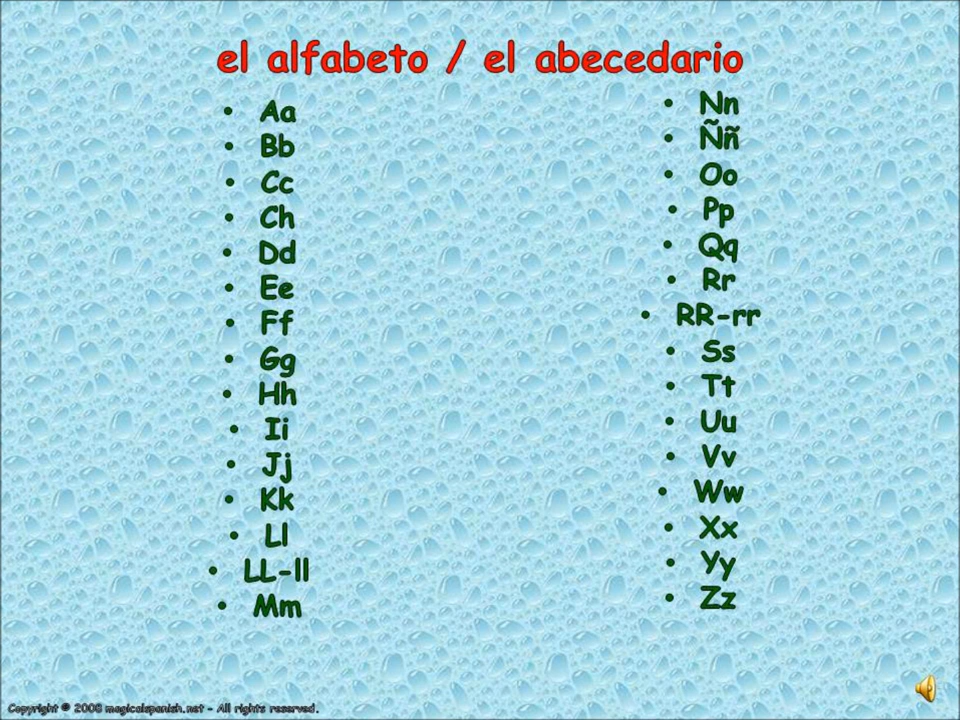 el alfabeto / el abecedario
• Aa
• Bb
• Cc
• Ch
• Dd
• Ee
• Ff
• Gg
• Hh
• Ii
• Jj
• Kk
• Ll
• LL-ll
• Mm
• Nn
• Ññ
• Oo
• Pp
• Qq
• Rr
• RR-rr
• Ss
• Tt
• Uu
• Vv
• Ww
• Xx
• Yy
• Zz
Copyright © 2008 magicalspanish.net - All rights reserved.